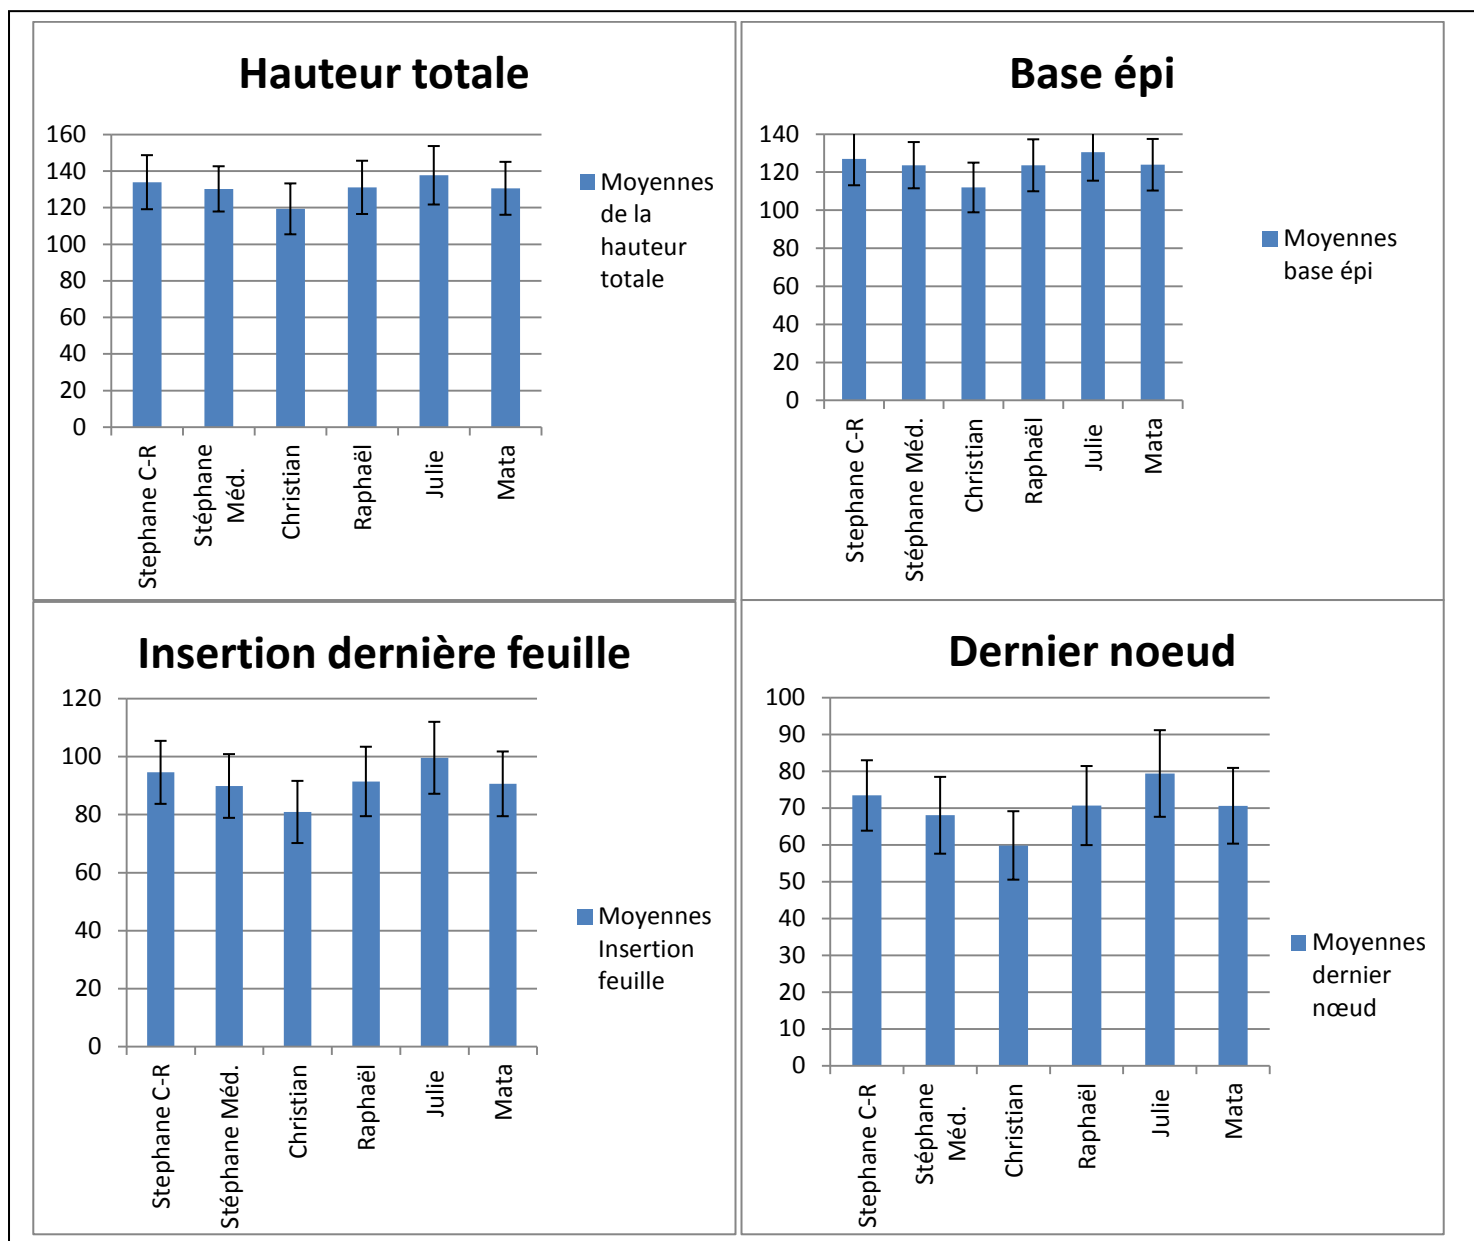 Hauteur totale
160
140
120
100
80
60
40
20
0
Stephane C-R
Stéphane
Méd.
Christian
Raphaël
Julie
Mata
Moyennes
de la
hauteur
totale
Base épi
140
120
100
80
60
40
20
0
Stephane C-R
Stéphane Méd.
Christian
Raphaël
Julie
Mata
Moyennes
base épi
Insertion dernière feuille
120
100
80
60
40
20
0
Stephane C-R
Stéphane Méd.
Christian
Raphaël
Julie
Mata
Moyennes
Insertion
feuille
Dernier noeud
100
90
80
70
60
50
40
30
20
10
0
Stephane C-R
Stéphane
Méd.
Christian
Raphaël
Julie
Mata
Moyennes
dernier
nœud